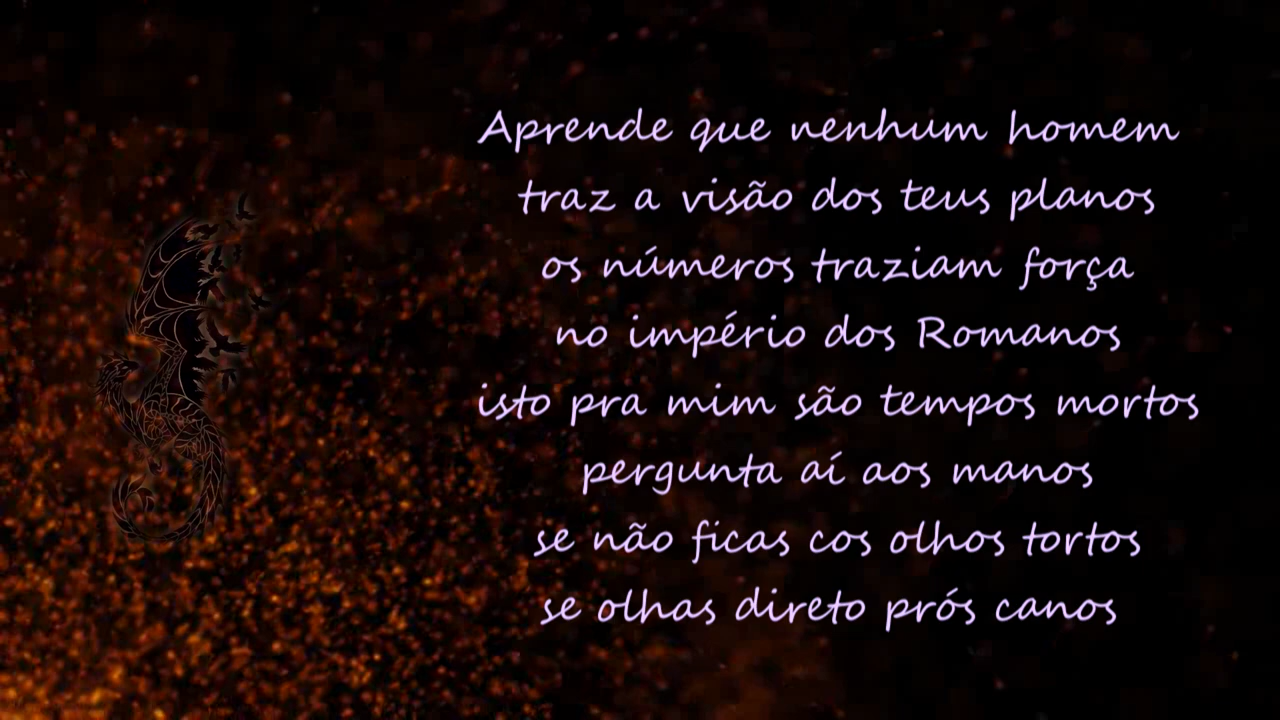 Aprende que nenhum homem
traz a visão dos teus planos
os números traziam força
no império dos Romanos
isto pra mim são tempos mortos
pergunta aí aos manos
se não ficas cos olhos tortos
se olhas direto prós canos